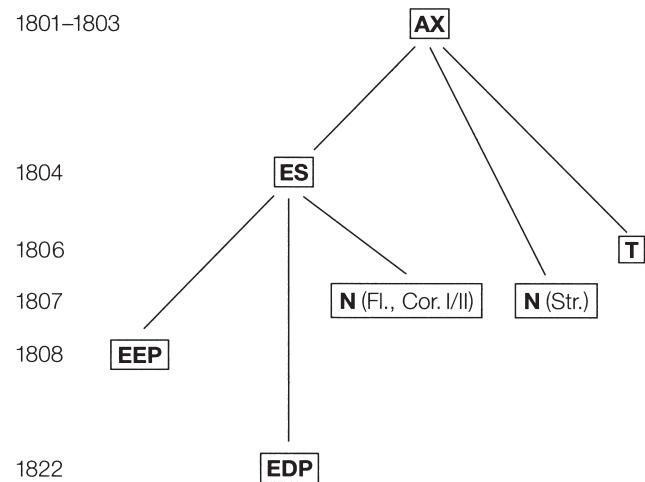 1801–1803 AX
1804 ES
1806 T
1807 N (Fl., Cor. I/II) N (Str.)
1808 EEP
1822 EDP